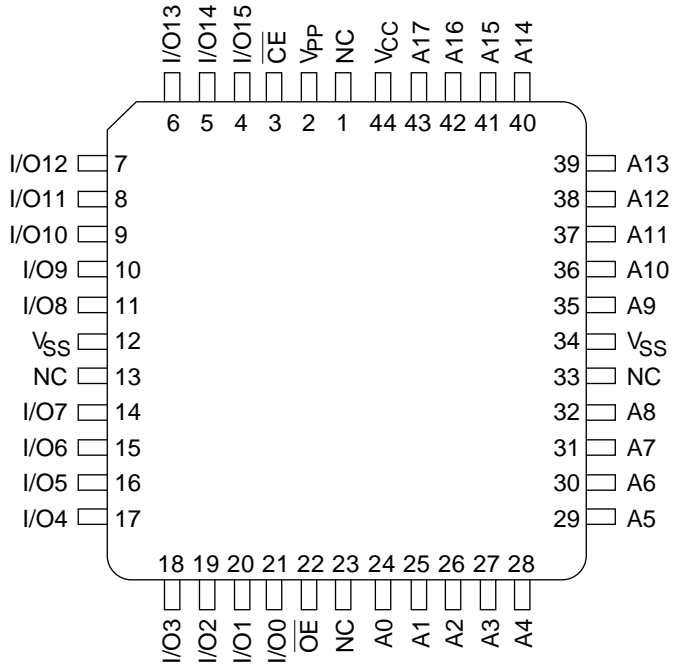 I/O13 I/O14 I/O15 C̅E̅ VPP NC VCC A17 A16 A15 A14
6 5 4 3 2 1 44 43 42 41 40
I/O12 7 39 A13
I/O11 8 38 A12
I/O10 9 37 A11
I/O9 10 36 A10
I/O8 11 35 A9
VSS 12 34 VSS
NC 13 33 NC
I/O7 14 32 A8
I/O6 15 31 A7
I/O5 16 30 A6
I/O4 17 29 A5
18 19 20 21 22 23 24 25 26 27 28
I/O3 I/O2 I/O1 I/O0 O̅E̅ NC A0 A1 A2 A3 A4